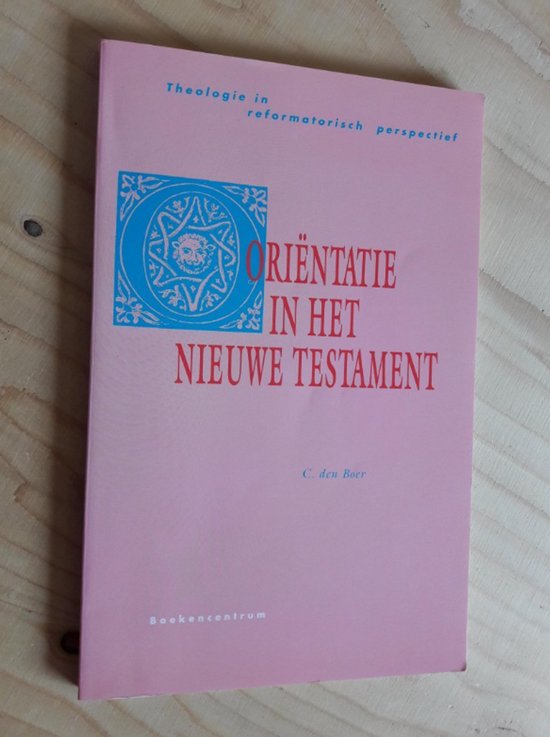 Theologie in
reformatorisch perspectief
ORIËNTATIE
IN HET
NIEUWE TESTAMENT
C. den Boer
Boekencentrum